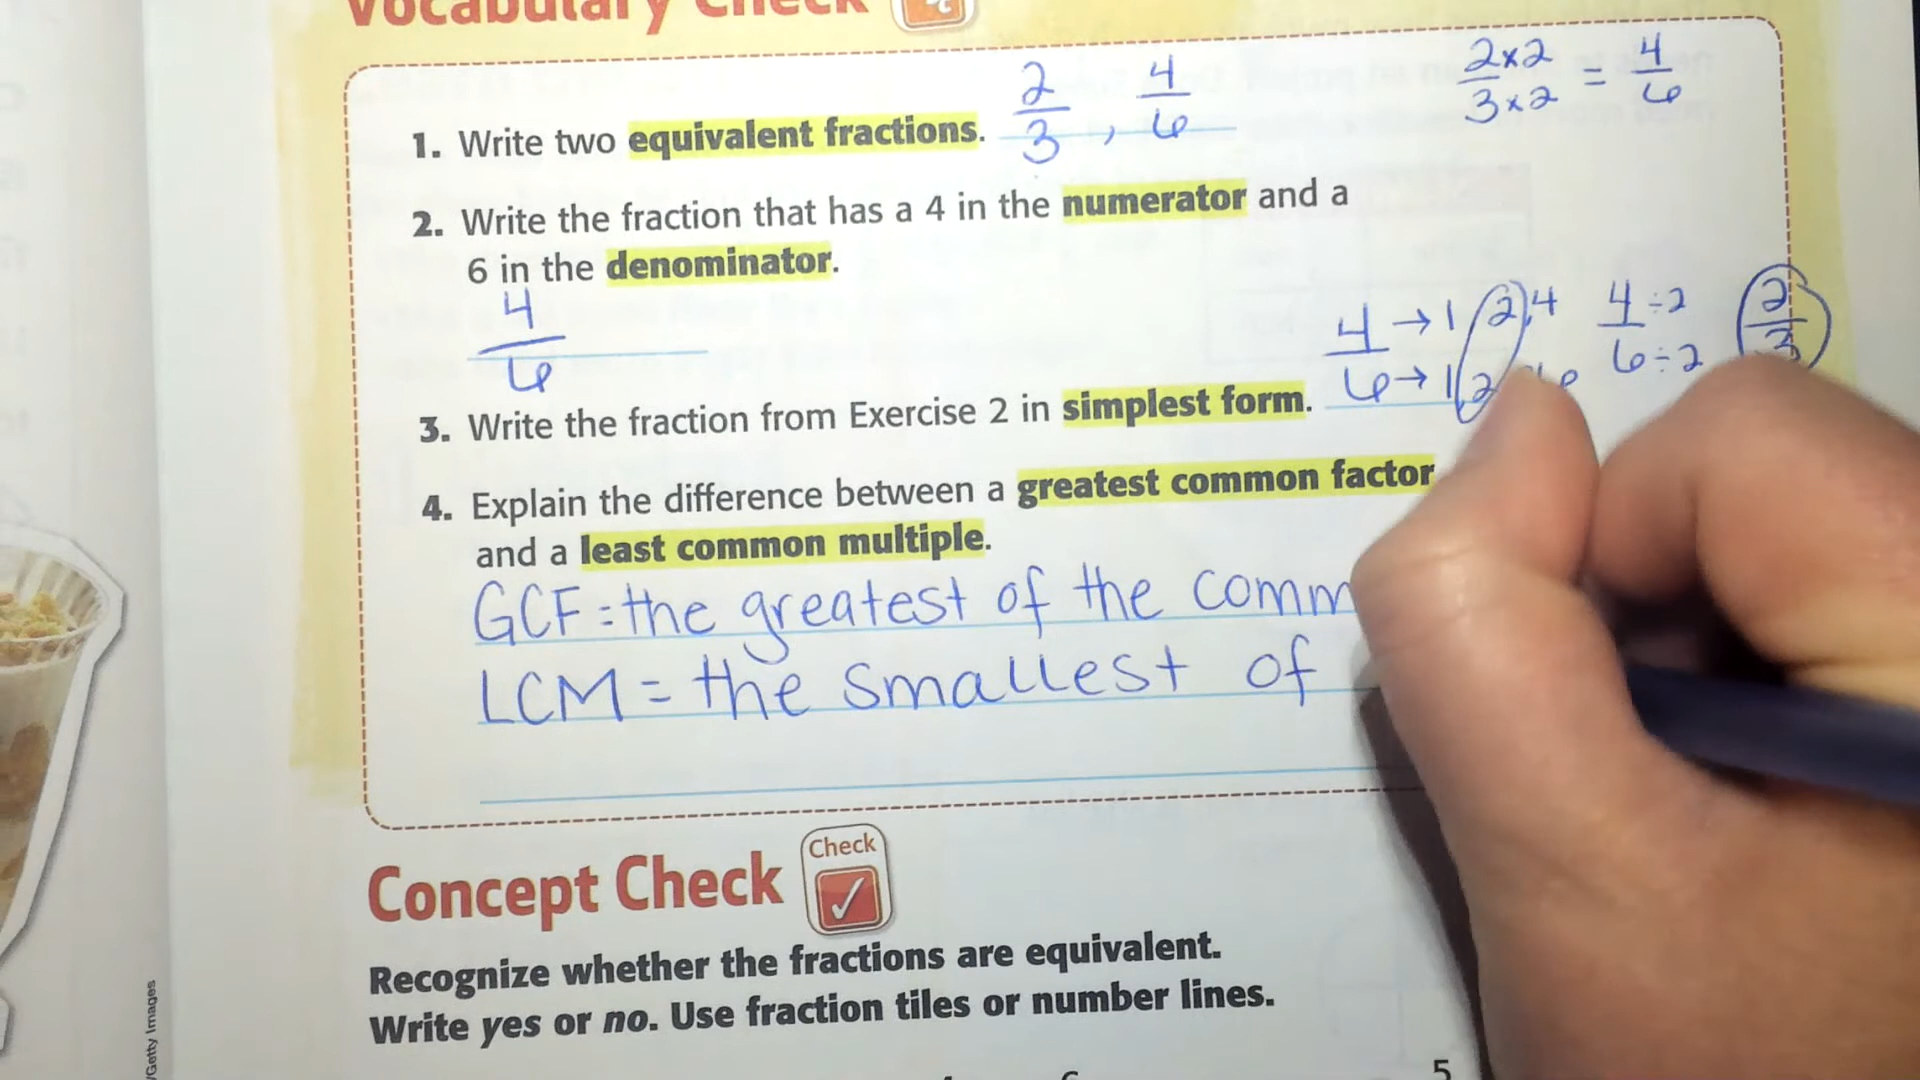 Vocabulary Check
1. Write two equivalent fractions. 2/3, 4/6
2×2/3×2 = 4/6
2. Write the fraction that has a 4 in the numerator and a
6 in the denominator.
4/6
4 → 1, 2, 4
6 → 1, 2
4÷2
6÷2
2/3
3. Write the fraction from Exercise 2 in simplest form.
4. Explain the difference between a greatest common factor
and a least common multiple.
GCF = the greatest of the comm
LCM = the smallest of
Concept Check
Check
Recognize whether the fractions are equivalent.
Write yes or no. Use fraction tiles or number lines.
5
/Getty Images